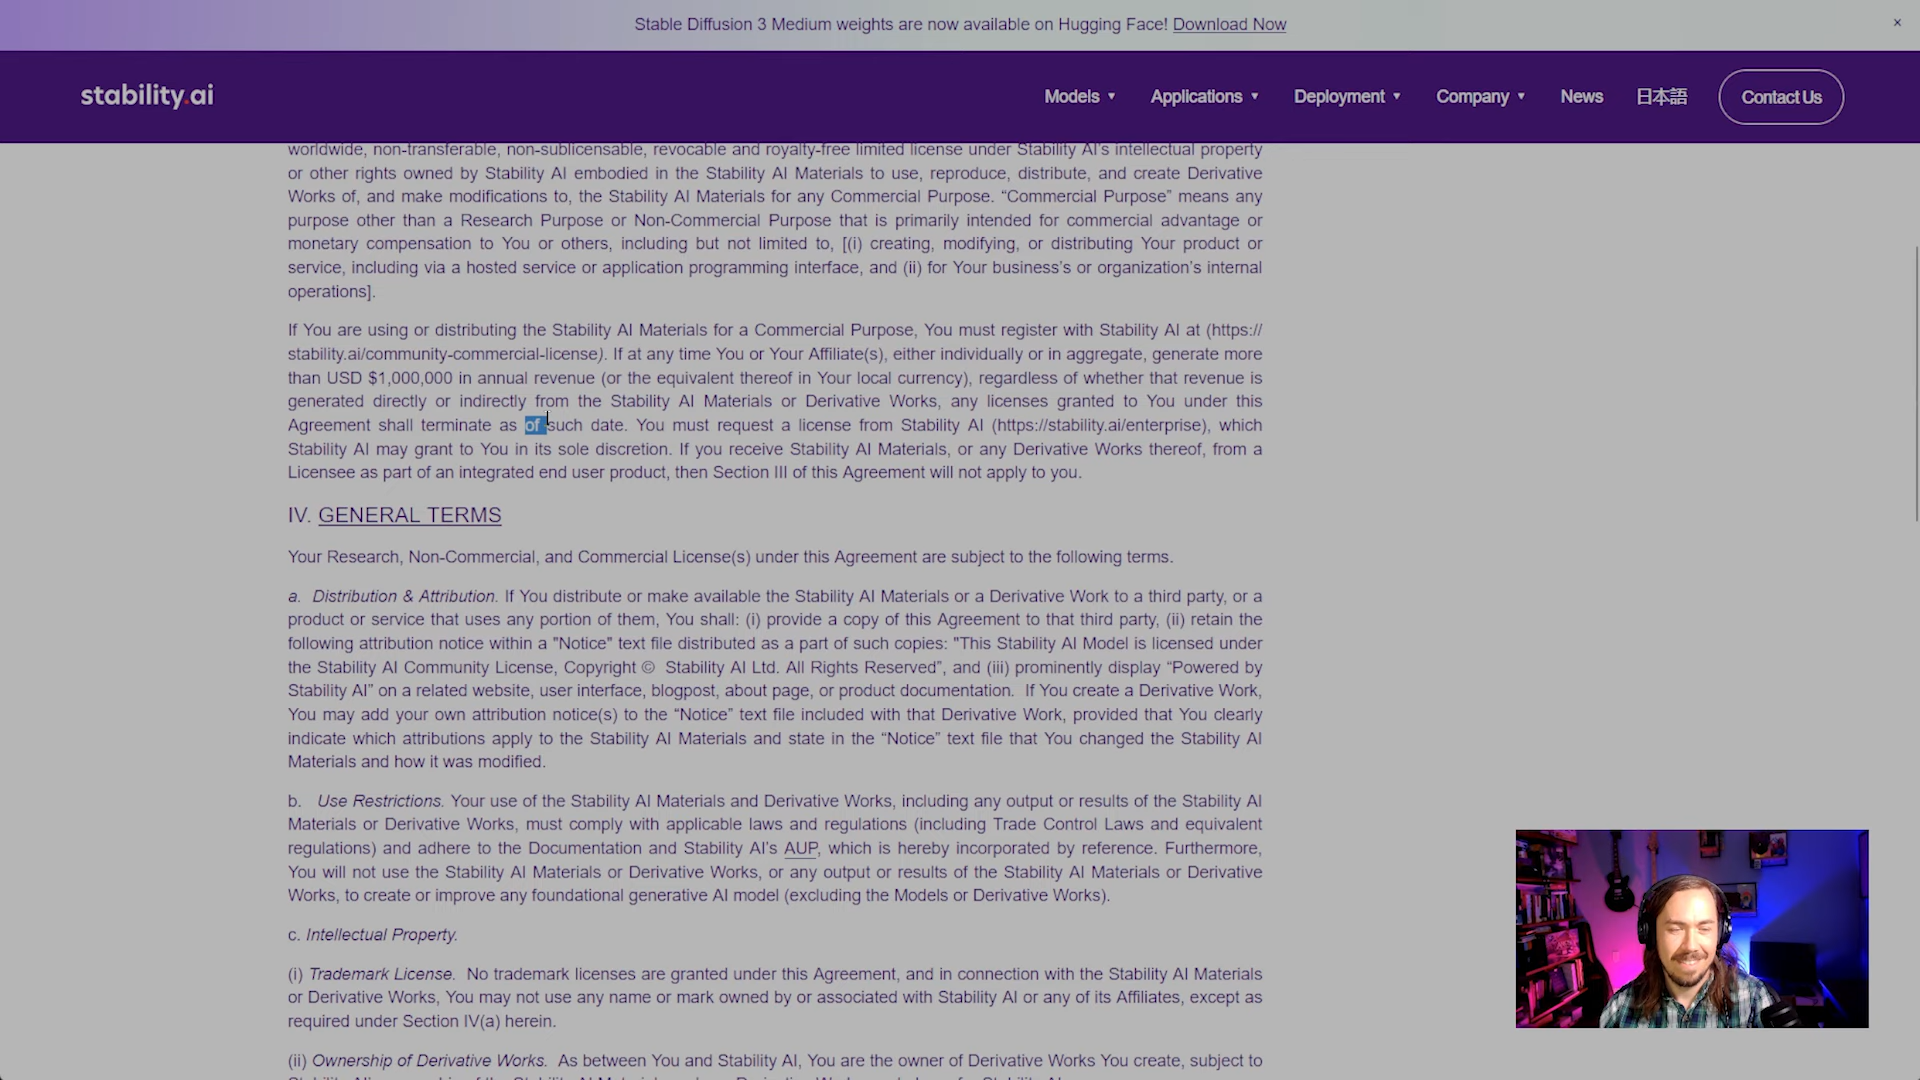 Stable Diffusion 3 Medium weights are now available on Hugging Face! Download Now
×
stability.ai
Models ▼ Applications ▼ Deployment ▼ Company ▼ News 日本語 Contact Us
worldwide, non-transferable, non-sublicensable, revocable and royalty-free limited license under Stability AI's intellectual property
or other rights owned by Stability AI embodied in the Stability AI Materials to use, reproduce, distribute, and create Derivative
Works of, and make modifications to, the Stability AI Materials for any Commercial Purpose. “Commercial Purpose” means any
purpose other than a Research Purpose or Non-Commercial Purpose that is primarily intended for commercial advantage or
monetary compensation to You or others, including but not limited to, [(i) creating, modifying, or distributing Your product or
service, including via a hosted service or application programming interface, and (ii) for Your business’s or organization’s internal
operations].
If You are using or distributing the Stability AI Materials for a Commercial Purpose, You must register with Stability AI at (https://
stability.ai/community-commercial-license). If at any time You or Your Affiliate(s), either individually or in aggregate, generate more
than USD $1,000,000 in annual revenue (or the equivalent thereof in Your local currency), regardless of whether that revenue is
generated directly or indirectly from the Stability AI Materials or Derivative Works, any licenses granted to You under this
Agreement shall terminate as of such date. You must request a license from Stability AI (https://stability.ai/enterprise), which
Stability AI may grant to You in its sole discretion. If you receive Stability AI Materials, or any Derivative Works thereof, from a
Licensee as part of an integrated end user product, then Section III of this Agreement will not apply to you.
IV. GENERAL TERMS
Your Research, Non-Commercial, and Commercial License(s) under this Agreement are subject to the following terms.
a. Distribution & Attribution. If You distribute or make available the Stability AI Materials or a Derivative Work to a third party, or a
product or service that uses any portion of them, You shall: (i) provide a copy of this Agreement to that third party, (ii) retain the
following attribution notice within a "Notice" text file distributed as a part of such copies: "This Stability AI Model is licensed under
the Stability AI Community License, Copyright © Stability AI Ltd. All Rights Reserved”, and (iii) prominently display “Powered by
Stability AI” on a related website, user interface, blogpost, about page, or product documentation. If You create a Derivative Work,
You may add your own attribution notice(s) to the “Notice” text file included with that Derivative Work, provided that You clearly
indicate which attributions apply to the Stability AI Materials and state in the “Notice” text file that You changed the Stability AI
Materials and how it was modified.
b. Use Restrictions. Your use of the Stability AI Materials and Derivative Works, including any output or results of the Stability AI
Materials or Derivative Works, must comply with applicable laws and regulations (including Trade Control Laws and equivalent
regulations) and adhere to the Documentation and Stability AI’s AUP, which is hereby incorporated by reference. Furthermore,
You will not use the Stability AI Materials or Derivative Works, or any output or results of the Stability AI Materials or Derivative
Works, to create or improve any foundational generative AI model (excluding the Models or Derivative Works).
c. Intellectual Property.
(i) Trademark License. No trademark licenses are granted under this Agreement, and in connection with the Stability AI Materials
or Derivative Works, You may not use any name or mark owned by or associated with Stability AI or any of its Affiliates, except as
required under Section IV(a) herein.
(ii) Ownership of Derivative Works. As between You and Stability AI, You are the owner of Derivative Works You create, subject to